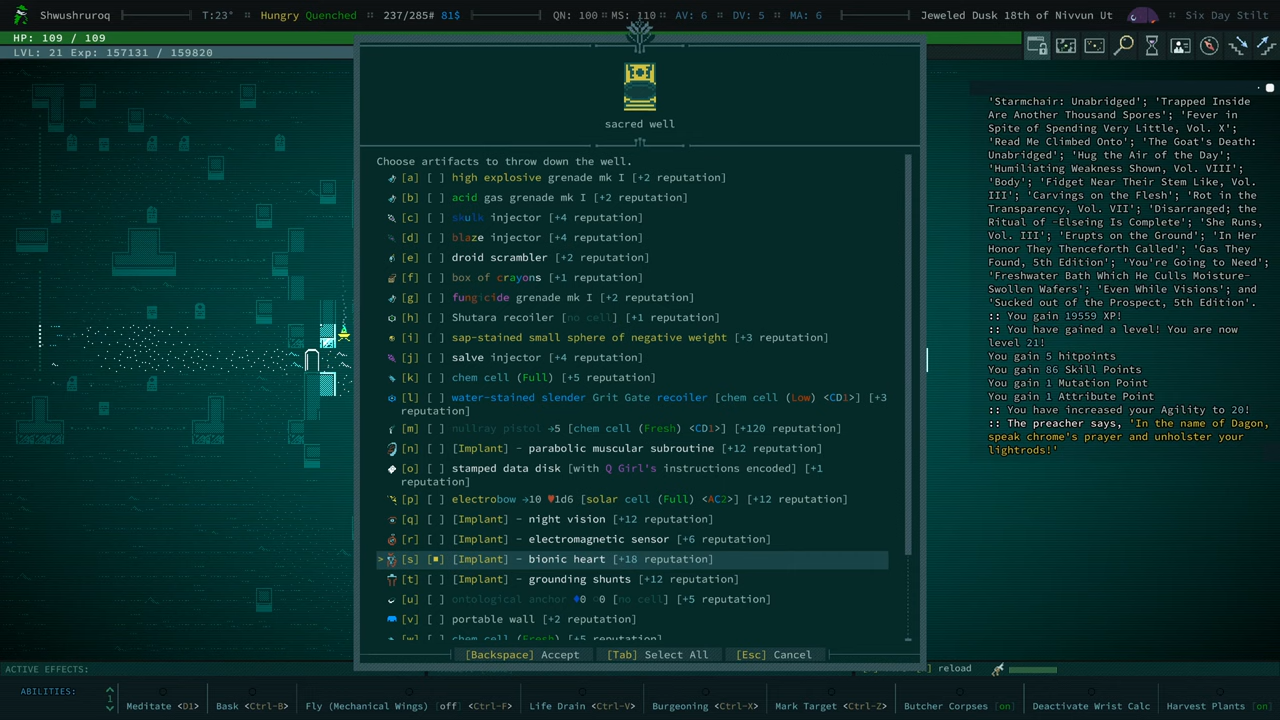 Shwushruroq T:23° Hungry Quenched 237/285# 81$ QN: 100 MS: 110 AV: 6 DV: 5 MA: 6 Jeweled Dusk 18th of Nivvun Ut Six Day Stilt
HP: 109 / 109
LVL: 21 Exp: 157131 / 159820
sacred well
Choose artifacts to throw down the well.
[a] [ ] high explosive grenade mk I [+2 reputation]
[b] [ ] acid gas grenade mk I [+2 reputation]
[c] [ ] skulk injector [+4 reputation]
[d] [ ] blaze injector [+4 reputation]
[e] [ ] droid scrambler [+2 reputation]
[f] [ ] box of crayons [+1 reputation]
[g] [ ] fungicide grenade mk I [+2 reputation]
[h] [ ] Shutara recoiler [no cell] [+1 reputation]
[i] [ ] sap-stained small sphere of negative weight [+3 reputation]
[j] [ ] salve injector [+4 reputation]
[k] [ ] chem cell (Full) [+5 reputation]
[l] [ ] water-stained slender Grit Gate recoiler [chem cell (Low) <CD1>] [+3
reputation]
[m] [ ] nullray pistol →5 [chem cell (Fresh) <CD1>] [+120 reputation]
[n] [ ] [Implant] - parabolic muscular subroutine [+12 reputation]
[o] [ ] stamped data disk [with Q Girl's instructions encoded] [+1
reputation]
[p] [ ] electrobow →10 ♥1d6 [solar cell (Full) <AC2>] [+12 reputation]
[q] [ ] [Implant] - night vision [+12 reputation]
[r] [ ] [Implant] - electromagnetic sensor [+6 reputation]
> [s] [■] [Implant] - bionic heart [+18 reputation]
[t] [ ] [Implant] - grounding shunts [+12 reputation]
[u] [ ] ontological anchor ♦0 ○0 [no cell] [+5 reputation]
[v] [ ] portable wall [+2 reputation]
[w] [ ] chem cell (Fresh) [+5 reputation]
[Backspace] Accept [Tab] Select All [Esc] Cancel
'Starmchair: Unabridged'; 'Trapped Inside
Are Another Thousand Spores'; 'Fever in
Spite of Spending Very Little, Vol. X';
'Read Me Climbed Onto'; 'The Goat's Death:
Unabridged'; 'Hug the Air of the Day';
'Humiliating Weakness Shown, Vol. VIII';
'Body'; 'Fidget Near Their Stem Like, Vol.
III'; 'Carvings on the Flesh'; 'Rot in the
Transparency, Vol. VII'; 'Disarranged; the
Ritual of -Elseing Is Complete'; 'She Runs,
Vol. III'; 'Erupts on the Ground'; 'In Her
Honor They Thenceforth Called'; 'Gas They
Found, 5th Edition'; 'You're Going to Need';
'Freshwater Bath Which He Culls Moisture-
Swollen Wafers'; 'Even While Visions'; and
'Sucked out of the Prospect, 5th Edition'.
:: You gain 19559 XP!
:: You have gained a level! You are now
level 21!
You gain 5 hitpoints
You gain 86 Skill Points
You gain 1 Mutation Point
You gain 1 Attribute Point
:: You have increased your Agility to 20!
:: The preacher says, 'In the name of Dagon,
speak chrome's prayer and unholster your
lightrods!'
ACTIVE EFFECTS:
reload
ABILITIES: 1 Meditate <D1> Bask <Ctrl-B> Fly (Mechanical Wings) [off] <Ctrl-F> Life Drain <Ctrl-V> Burgeoning <Ctrl-X> Mark Target <Ctrl-Z> Butcher Corpses [on] Deactivate Wrist Calc Harvest Plants [on]